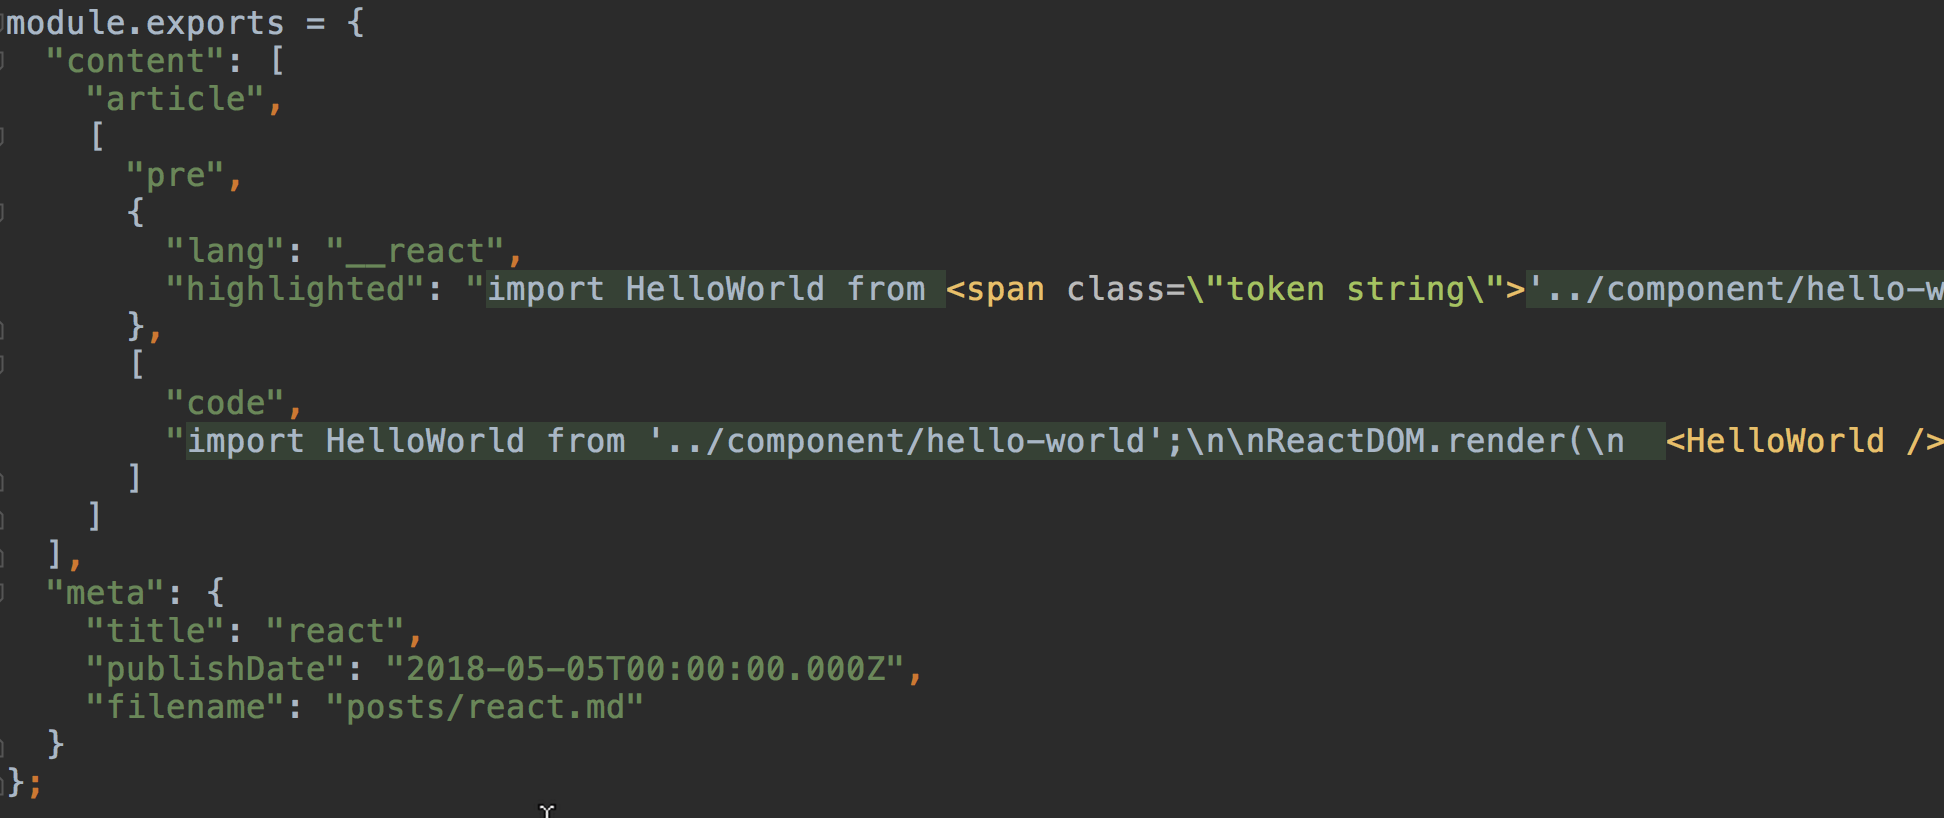 module.exports = {
  "content": [
    "article",
    [
      "pre",
      {
        "lang": "__react",
        "highlighted": "import HelloWorld from <span class=\"token string\">'../component/hello-w
      },
      [
        "code",
        "import HelloWorld from '../component/hello-world';\n\nReactDOM.render(\n  <HelloWorld />
      ]
    ]
  ],
  "meta": {
    "title": "react",
    "publishDate": "2018-05-05T00:00:00.000Z",
    "filename": "posts/react.md"
  }
};